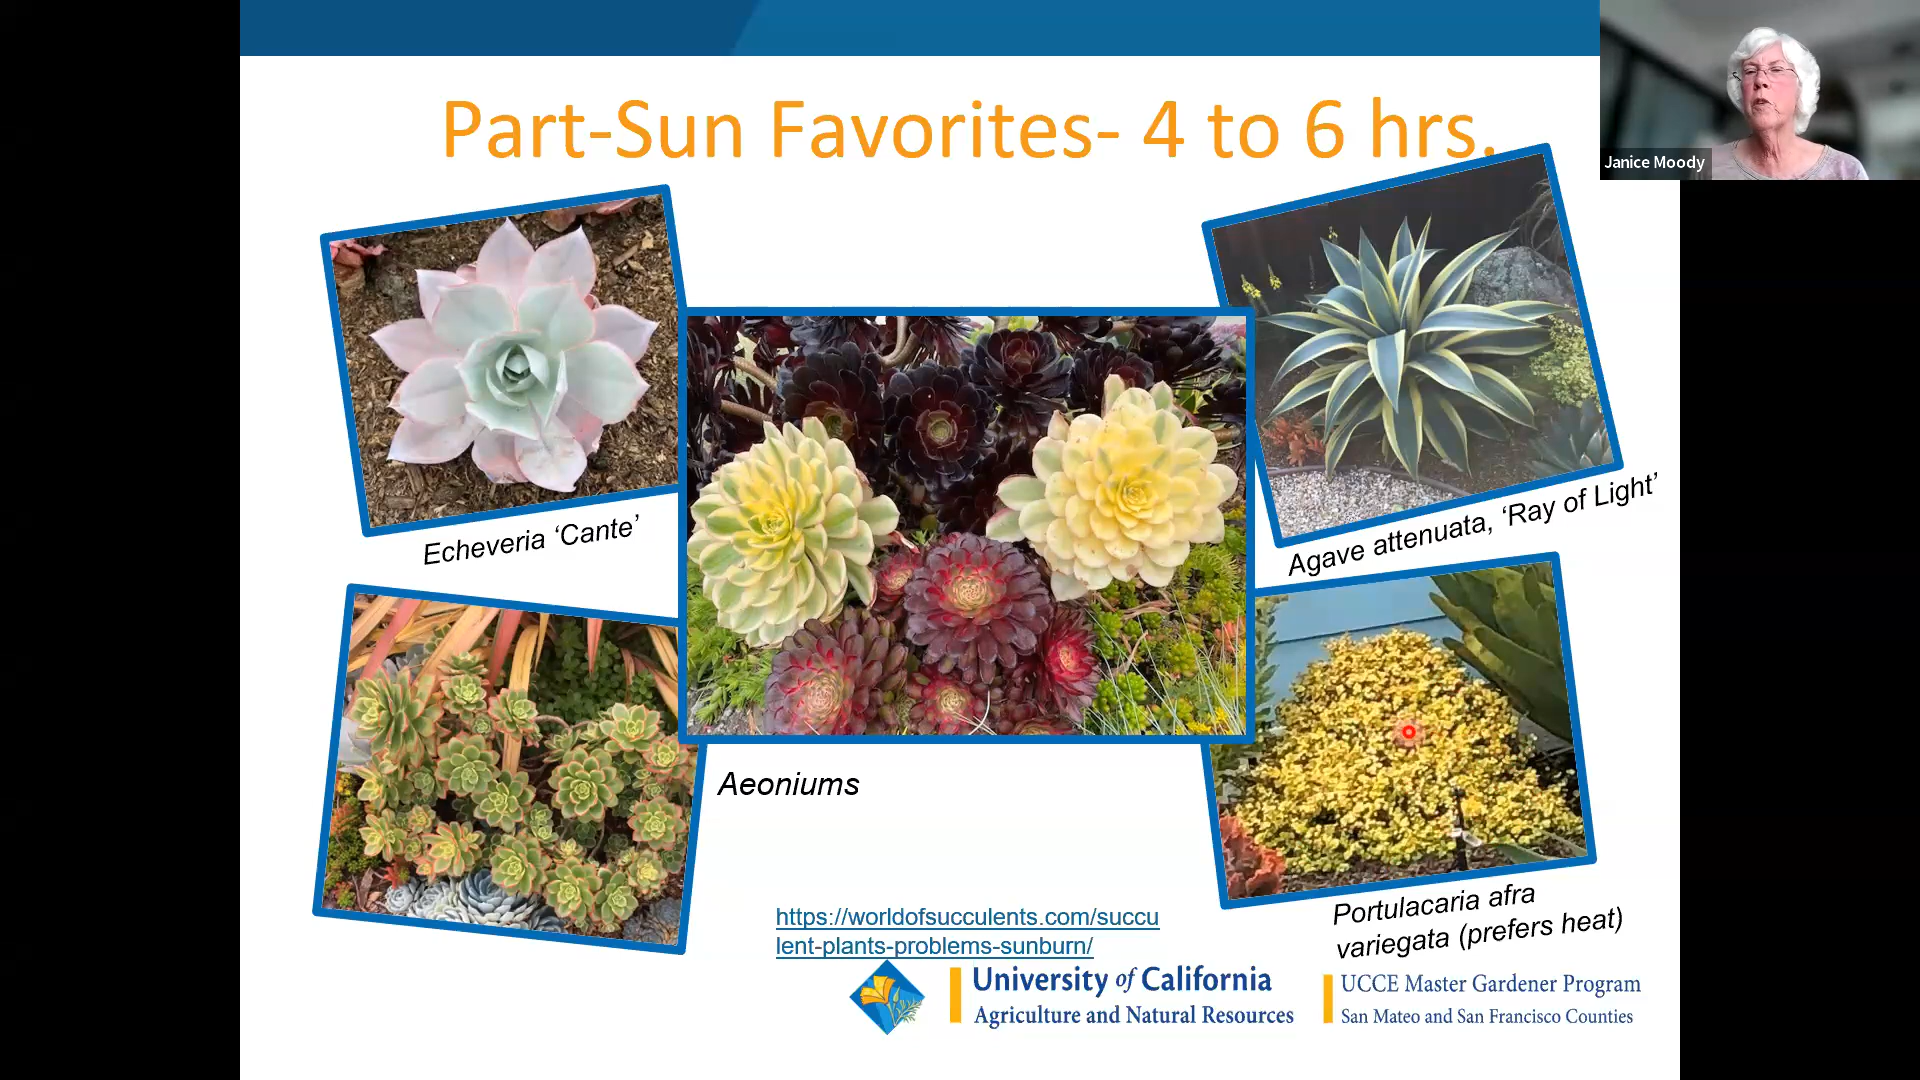 Part-Sun Favorites- 4 to 6 hrs.
Janice Moody
Echeveria ‘Cante’
Agave attenuata, ‘Ray of Light’
Aeoniums
Portulacaria afra
variegata (prefers heat)
https://worldofsucculents.com/succu
lent-plants-problems-sunburn/
University of California
Agriculture and Natural Resources
UCCE Master Gardener Program
San Mateo and San Francisco Counties